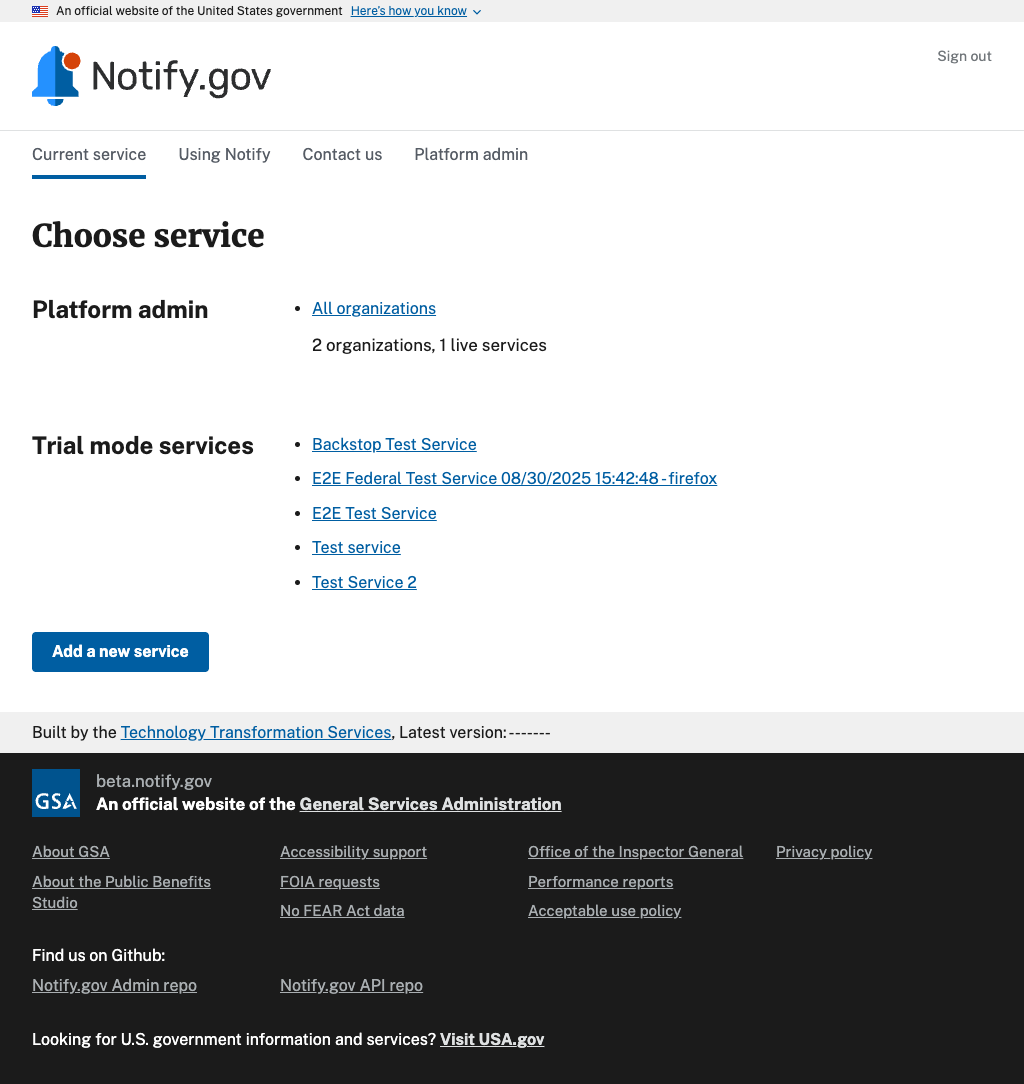 An official website of the United States government Here's how you know
Notify.gov
Sign out
Current service Using Notify Contact us Platform admin
Choose service
Platform admin
All organizations
2 organizations, 1 live services
Trial mode services
Backstop Test Service
E2E Federal Test Service 08/30/2025 15:42:48 - firefox
E2E Test Service
Test service
Test Service 2
Add a new service
Built by the Technology Transformation Services, Latest version: -------
GSA
beta.notify.gov
An official website of the General Services Administration
About GSA
About the Public Benefits
Studio
Accessibility support
FOIA requests
No FEAR Act data
Office of the Inspector General
Performance reports
Acceptable use policy
Privacy policy
Find us on Github:
Notify.gov Admin repo Notify.gov API repo
Looking for U.S. government information and services? Visit USA.gov